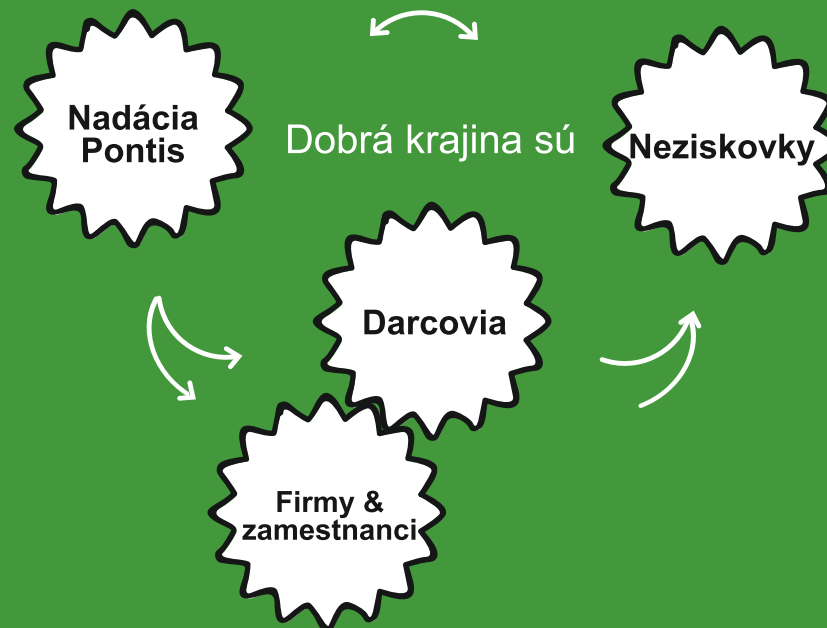 Nadácia
Pontis
Dobrá krajina sú
Neziskovky
Darcovia
Firmy &
zamestnanci